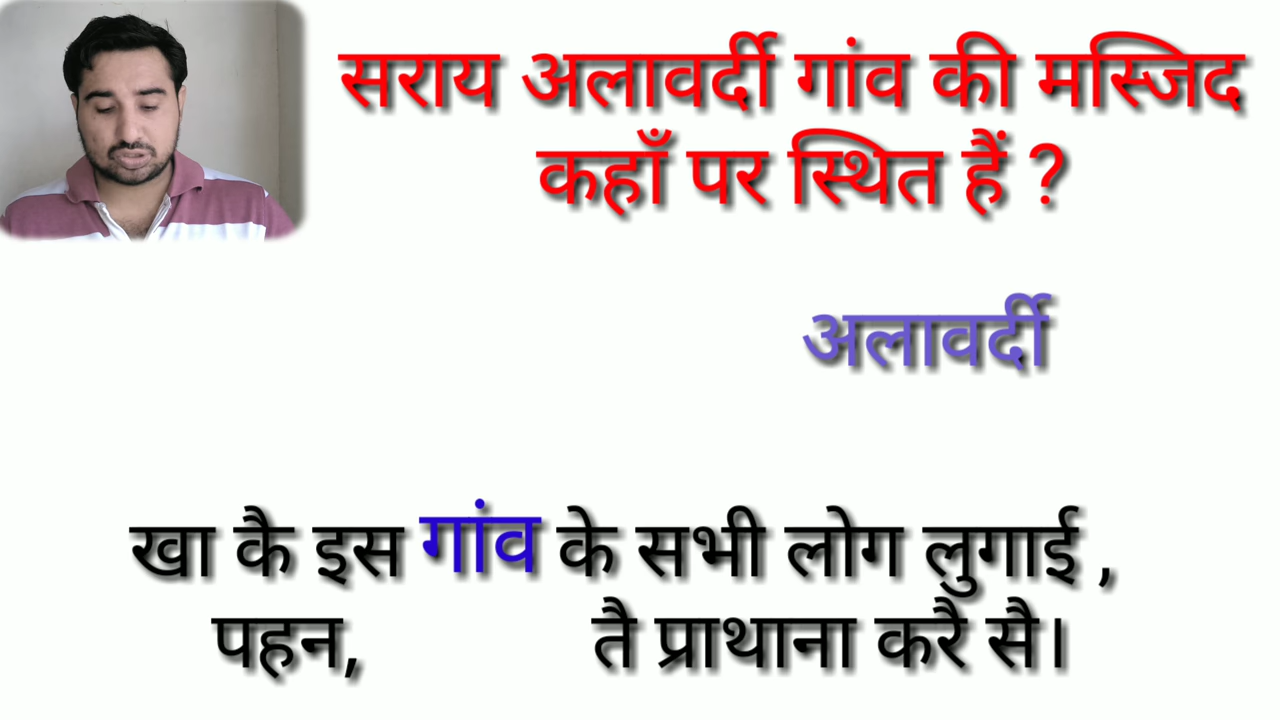 सराय अलावर्दी गांव की मस्जिद
कहाँ पर स्थित हैं ?
अलावर्दी
खा कै इस गांव के सभी लोग लुगाई ,
पहन, तै प्राथाना करै सै।